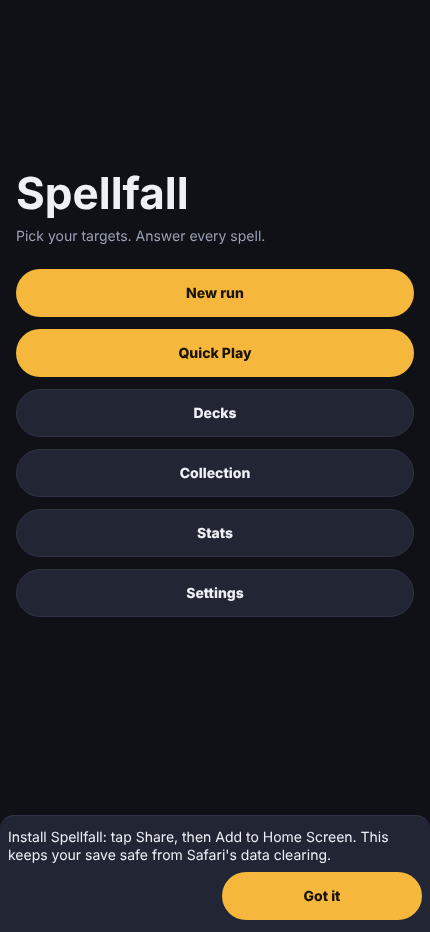 Spellfall
Pick your targets. Answer every spell.
New run
Quick Play
Decks
Collection
Stats
Settings
Install Spellfall: tap Share, then Add to Home Screen. This
keeps your save safe from Safari's data clearing.
Got it